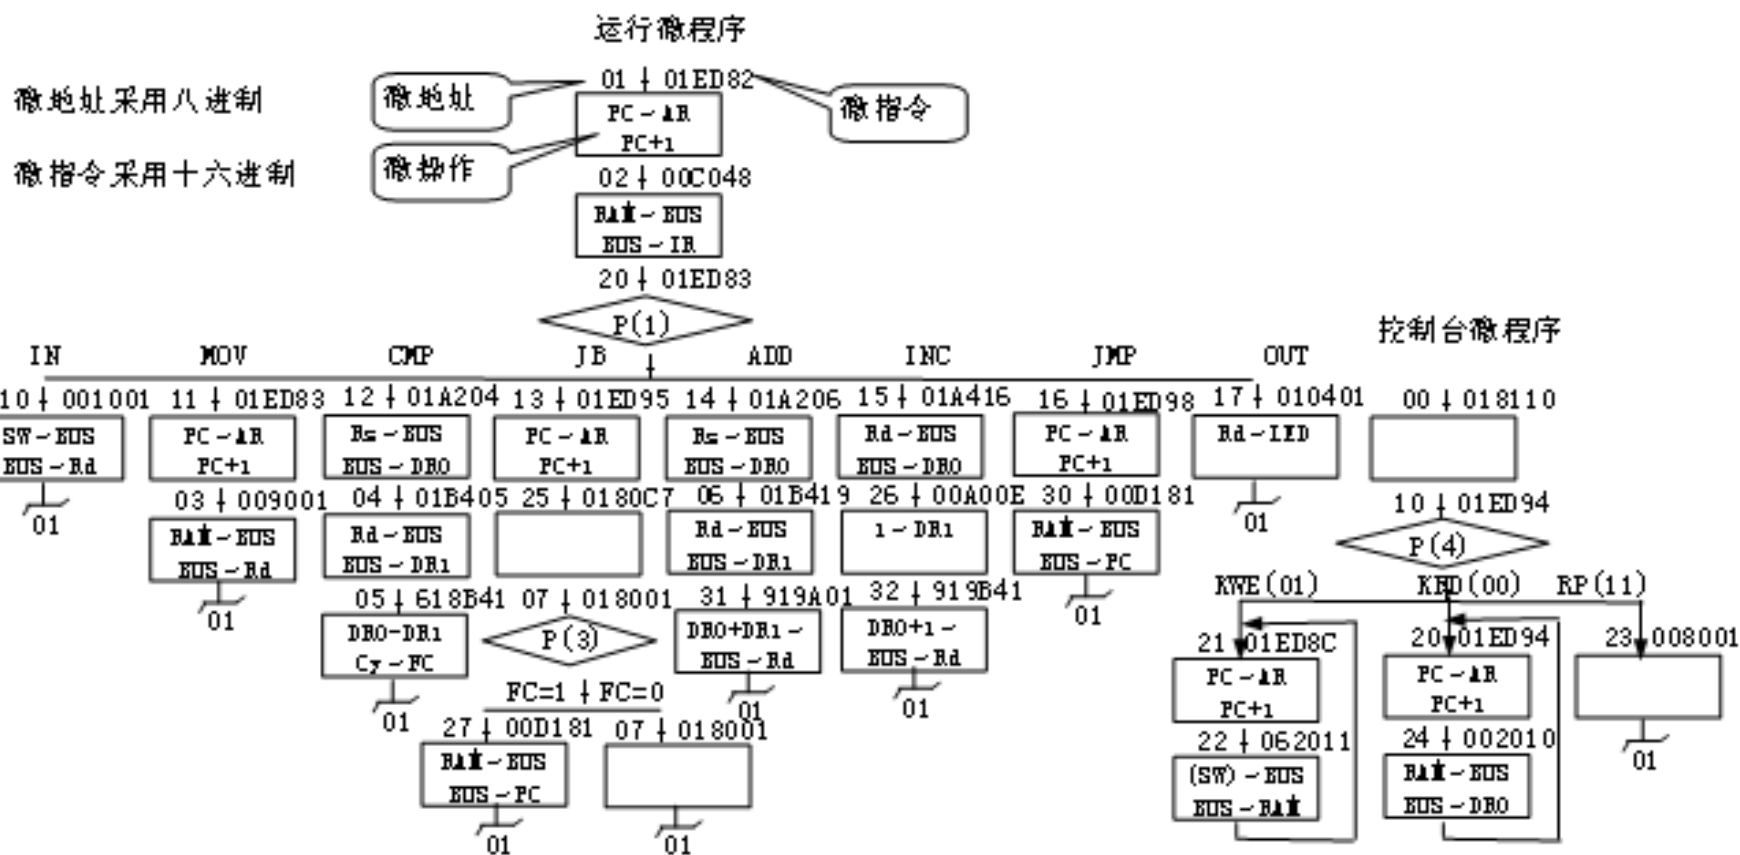 运行微程序
01 01ED82
微地址采用八进制
微地址
微指令
PC→AR
PC+1
微指令采用十六进制
微操作
02 00C048
RAM→BUS
BUS→IR
20 01ED83
P(1)
控制台微程序
IN MOV CMP JB ADD INC JMP OUT
10 001001 11 01ED83 12 01A204 13 01ED95 14 01A206 15 01A416 16 01ED98 17 010401 00 018110
SW→BUS PC→AR Rs→BUS PC→AR Rs→BUS Rd→BUS PC→AR Rd→LED
BUS→Rd PC+1 BUS→DR0 PC+1 BUS→DR0 BUS→DR0 PC+1
03 009001 04 01B405 25 0180C7 06 01B419 26 00A00E 30 00D181 10 01ED94
01 RAM→BUS Rd→BUS Rd→BUS 1→DR1 RAM→BUS 01 P(4)
BUS→Rd BUS→DR1 BUS→DR1 BUS→PC
KWE(01) KRD(00) RP(11)
01 05 618B41 07 018001 31 919A01 32 919B41 01
DR0-DR1 P(3) DR0+DR1→ DR0+1→
Cy→FC BUS→Rd BUS→Rd
21 01ED8C 20 01ED94 23 008001
PC→AR PC→AR
PC+1 PC+1
01 FC=1 FC=0 01 01
27 00D181 07 018001
22 062011 24 002010 01
RAM→BUS (SW)→BUS RAM→BUS
BUS→PC BUS→RAM BUS→DR0
01 01